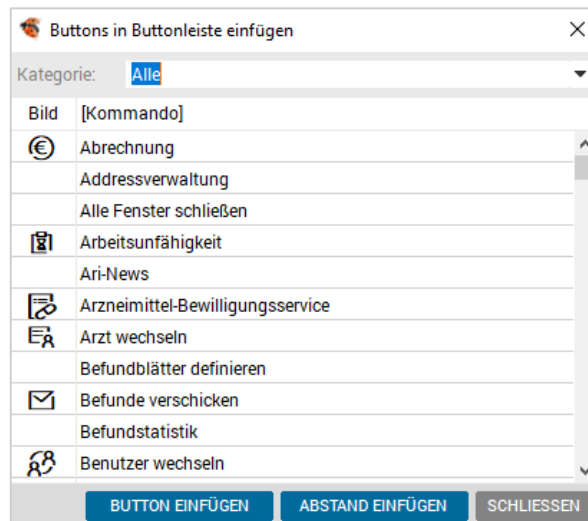 Buttons in Buttonleiste einfügen
Kategorie: Alle
Bild [Kommando]
Abrechnung
Addressverwaltung
Alle Fenster schließen
Arbeitsunfähigkeit
Ari-News
Arzneimittel-Bewilligungsservice
Arzt wechseln
Befundblätter definieren
Befunde verschicken
Befundstatistik
Benutzer wechseln
BUTTON EINFÜGEN ABSTAND EINFÜGEN SCHLIESSEN